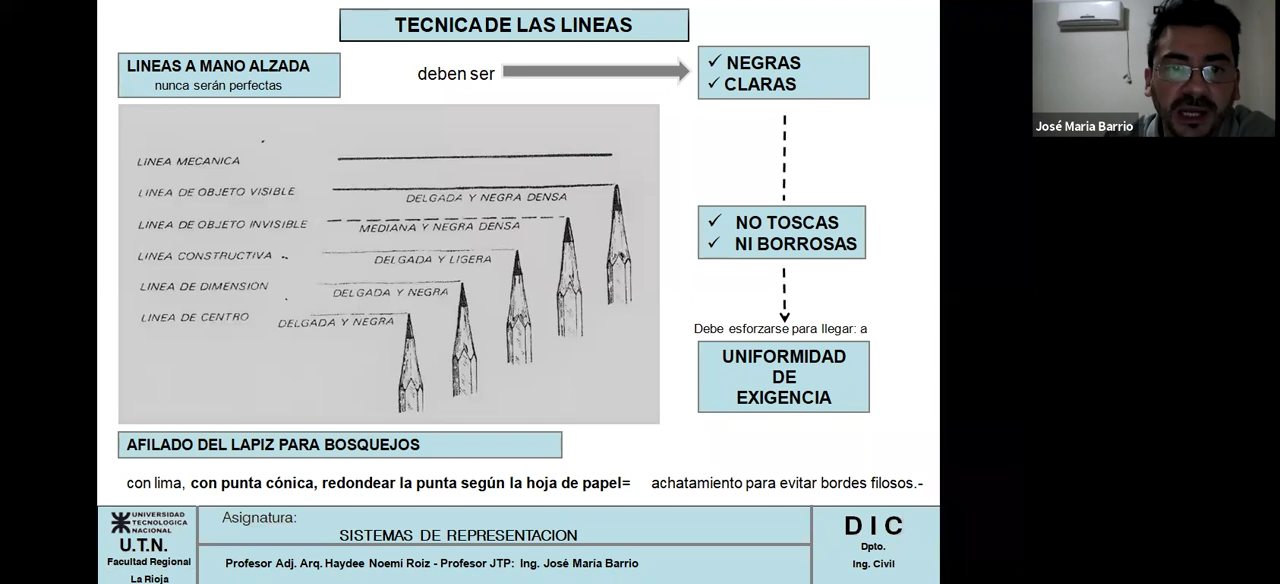 TECNICA DE LAS LINEAS
LINEAS A MANO ALZADA
nunca serán perfectas
deben ser
✓ NEGRAS
✓ CLARAS
LINEA MECANICA
LINEA DE OBJETO VISIBLE
DELGADA Y NEGRA DENSA
LINEA DE OBJETO INVISIBLE
MEDIANA Y NEGRA DENSA
LINEA CONSTRUCTIVA
DELGADA Y LIGERA
LINEA DE DIMENSION
DELGADA Y NEGRA
LINEA DE CENTRO
DELGADA Y NEGRA
✓ NO TOSCAS
✓ NI BORROSAS
Debe esforzarse para llegar: a
UNIFORMIDAD
DE
EXIGENCIA
AFILADO DEL LAPIZ PARA BOSQUEJOS
con lima, con punta cónica, redondear la punta según la hoja de papel= achatamiento para evitar bordes filosos.-
UNIVERSIDAD
TECNOLOGICA
NACIONAL
U.T.N.
Facultad Regional
La Rioja
Asignatura:
SISTEMAS DE REPRESENTACION
Profesor Adj. Arq. Haydee Noemí Roiz - Profesor JTP: Ing. José María Barrio
D I C
Dpto.
Ing. Civil
José Maria Barrio